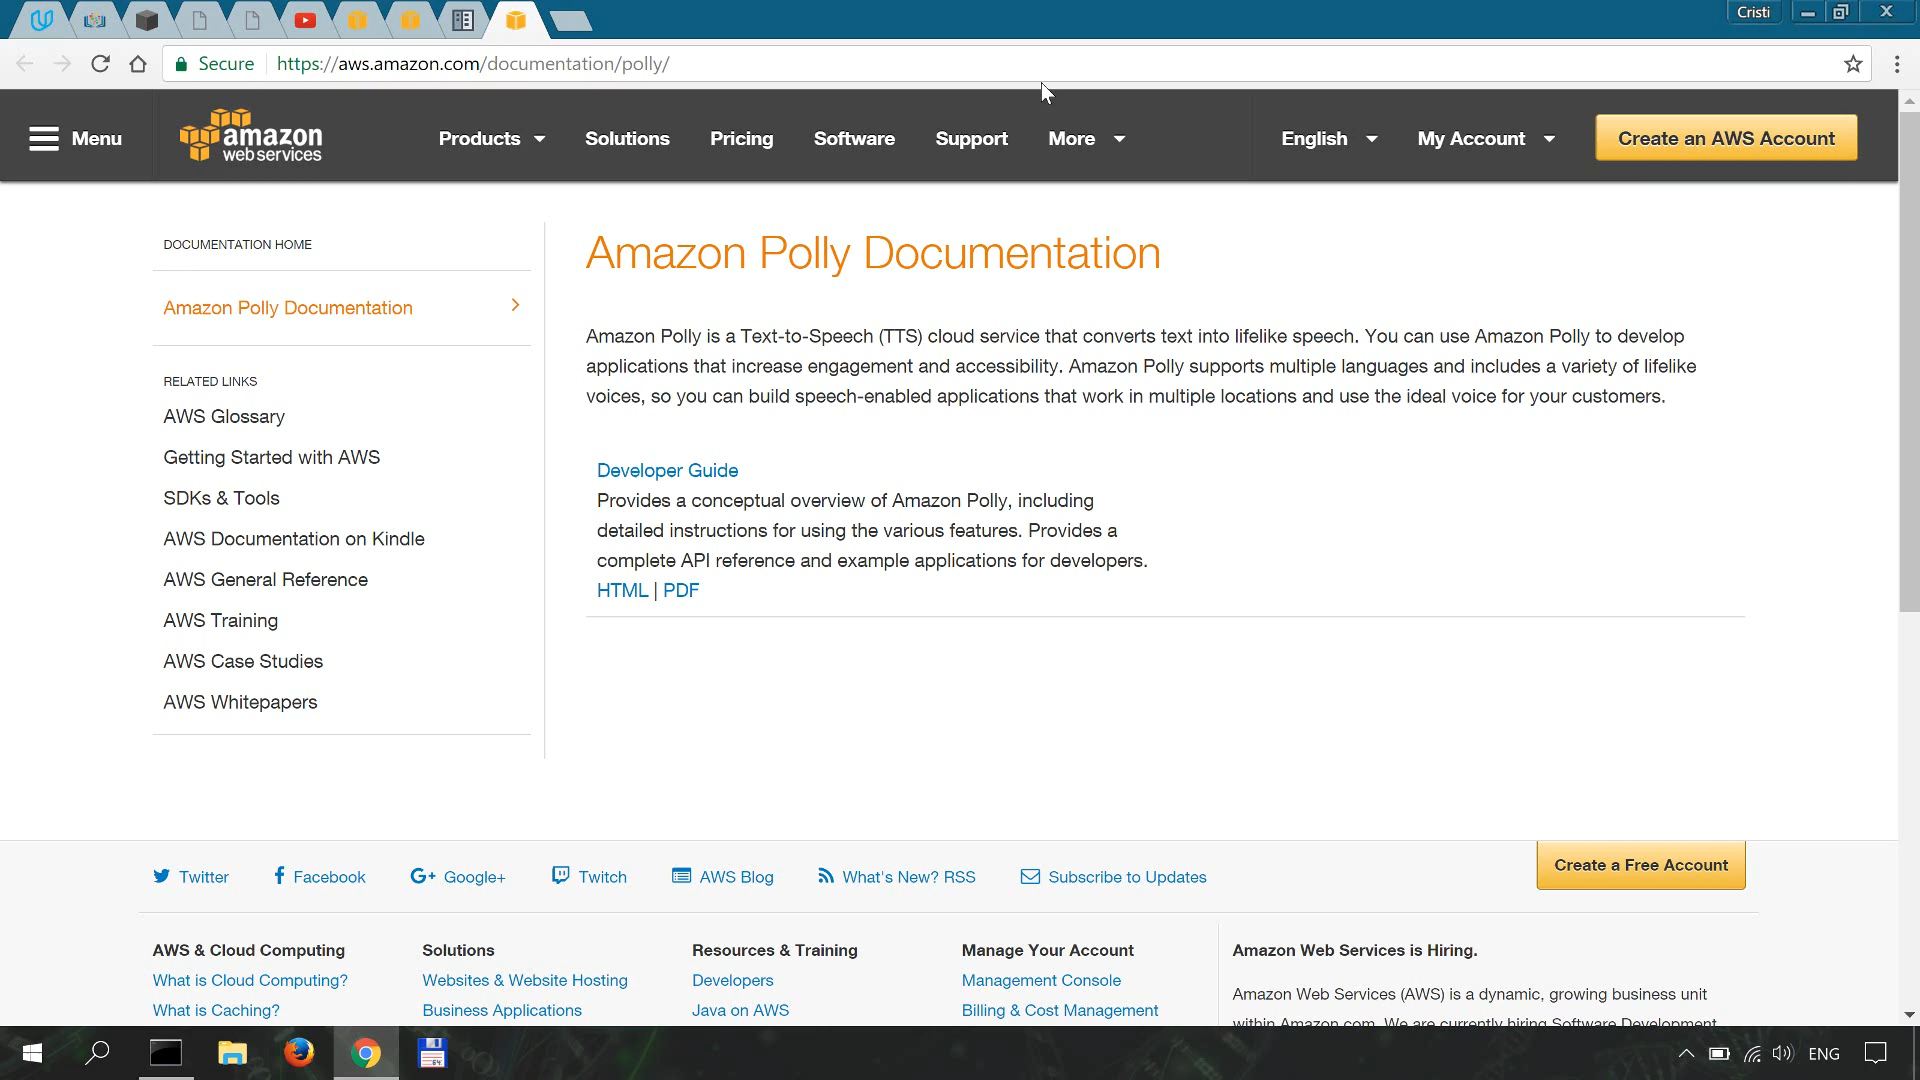 Cristi
Secure https://aws.amazon.com/documentation/polly/
Menu
amazon
web services
Products
Solutions
Pricing
Software
Support
More
English
My Account
Create an AWS Account
DOCUMENTATION HOME
Amazon Polly Documentation
RELATED LINKS
AWS Glossary
Getting Started with AWS
SDKs & Tools
AWS Documentation on Kindle
AWS General Reference
AWS Training
AWS Case Studies
AWS Whitepapers
Amazon Polly Documentation
Amazon Polly is a Text-to-Speech (TTS) cloud service that converts text into lifelike speech. You can use Amazon Polly to develop
applications that increase engagement and accessibility. Amazon Polly supports multiple languages and includes a variety of lifelike
voices, so you can build speech-enabled applications that work in multiple locations and use the ideal voice for your customers.
Developer Guide
Provides a conceptual overview of Amazon Polly, including
detailed instructions for using the various features. Provides a
complete API reference and example applications for developers.
HTML | PDF
Twitter
Facebook
Google+
Twitch
AWS Blog
What's New? RSS
Subscribe to Updates
Create a Free Account
AWS & Cloud Computing
What is Cloud Computing?
What is Caching?
Solutions
Websites & Website Hosting
Business Applications
Resources & Training
Developers
Java on AWS
Manage Your Account
Management Console
Billing & Cost Management
Amazon Web Services is Hiring.
Amazon Web Services (AWS) is a dynamic, growing business unit
within Amazon.com. We are currently hiring Software Development
64
ENG